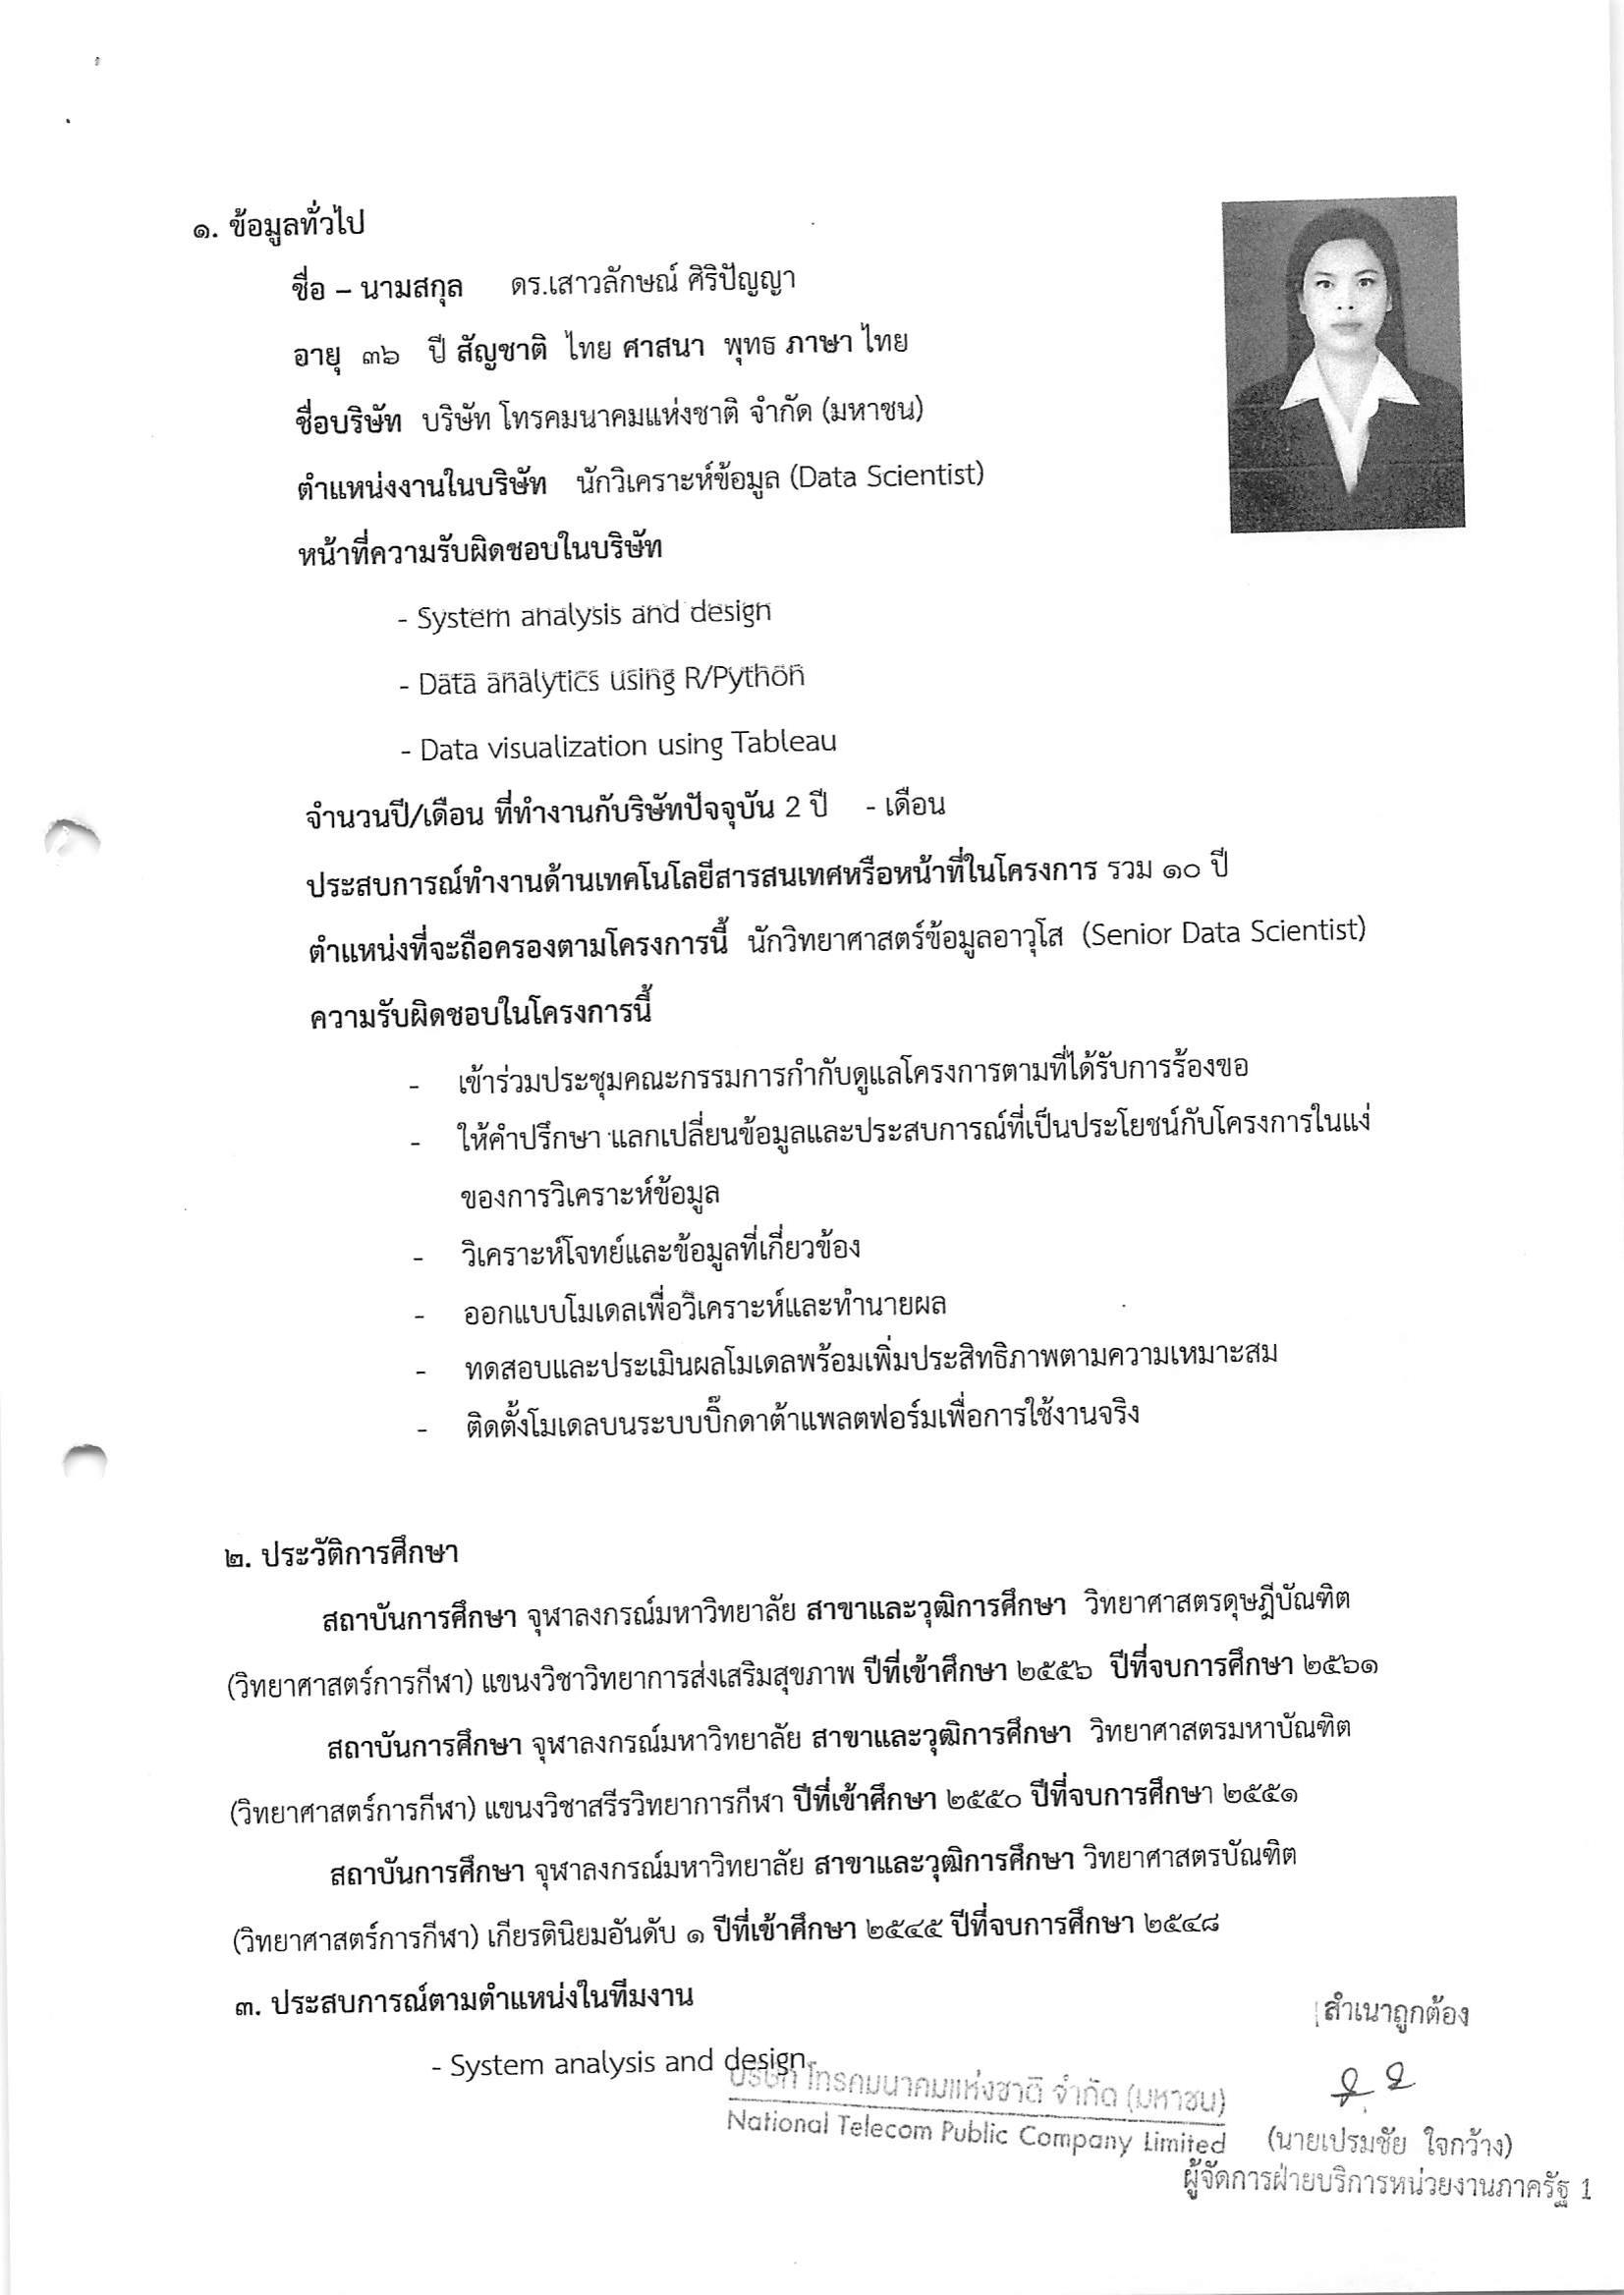 ๑. ข้อมูลทั่วไป
ชื่อ – นามสกุล ดร.เสาวลักษณ์ ศิริปัญญา
อายุ ๓๖ ปี สัญชาติ ไทย ศาสนา พุทธ ภาษา ไทย
ชื่อบริษัท บริษัท โทรคมนาคมแห่งชาติ จำกัด (มหาชน)
ตำแหน่งงานในบริษัท นักวิเคราะห์ข้อมูล (Data Scientist)
หน้าที่ความรับผิดชอบในบริษัท
- System analysis and design
- Data analytics using R/Python
- Data visualization using Tableau
จำนวนปี/เดือน ที่ทำงานกับบริษัทปัจจุบัน 2 ปี - เดือน
ประสบการณ์ทำงานด้านเทคโนโลยีสารสนเทศหรือหน้าที่ในโครงการ รวม ๑๐ ปี
ตำแหน่งที่จะถือครองตามโครงการนี้ นักวิทยาศาสตร์ข้อมูลอาวุโส (Senior Data Scientist)
ความรับผิดชอบในโครงการนี้
- เข้าร่วมประชุมคณะกรรมการกำกับดูแลโครงการตามที่ได้รับการร้องขอ
- ให้คำปรึกษา แลกเปลี่ยนข้อมูลและประสบการณ์ที่เป็นประโยชน์กับโครงการในแง่
ของการวิเคราะห์ข้อมูล
- วิเคราะห์โจทย์และข้อมูลที่เกี่ยวข้อง
- ออกแบบโมเดลเพื่อวิเคราะห์และทำนายผล
- ทดสอบและประเมินผลโมเดลพร้อมเพิ่มประสิทธิภาพตามความเหมาะสม
- ติดตั้งโมเดลบนระบบบิ๊กดาต้าแพลตฟอร์มเพื่อการใช้งานจริง
๒. ประวัติการศึกษา
สถาบันการศึกษา จุฬาลงกรณ์มหาวิทยาลัย สาขาและวุฒิการศึกษา วิทยาศาสตรดุษฎีบัณฑิต
(วิทยาศาสตร์การกีฬา) แขนงวิชาวิทยาการส่งเสริมสุขภาพ ปีที่เข้าศึกษา ๒๕๕๖ ปีที่จบการศึกษา ๒๕๖๑
สถาบันการศึกษา จุฬาลงกรณ์มหาวิทยาลัย สาขาและวุฒิการศึกษา วิทยาศาสตรมหาบัณฑิต
(วิทยาศาสตร์การกีฬา) แขนงวิชาสรีรวิทยาการกีฬา ปีที่เข้าศึกษา ๒๕๕๐ ปีที่จบการศึกษา ๒๕๕๑
สถาบันการศึกษา จุฬาลงกรณ์มหาวิทยาลัย สาขาและวุฒิการศึกษา วิทยาศาสตรบัณฑิต
(วิทยาศาสตร์การกีฬา) เกียรตินิยมอันดับ ๑ ปีที่เข้าศึกษา ๒๕๔๕ ปีที่จบการศึกษา ๒๕๔๘
๓. ประสบการณ์ตามตำแหน่งในทีมงาน
สำเนาถูกต้อง
- System analysis and design
บริษัท โทรคมนาคมแห่งชาติ จำกัด (มหาชน)
National Telecom Public Company Limited
(นายเปรมชัย ใจกว้าง)
ผู้จัดการฝ่ายบริการหน่วยงานภาครัฐ 1